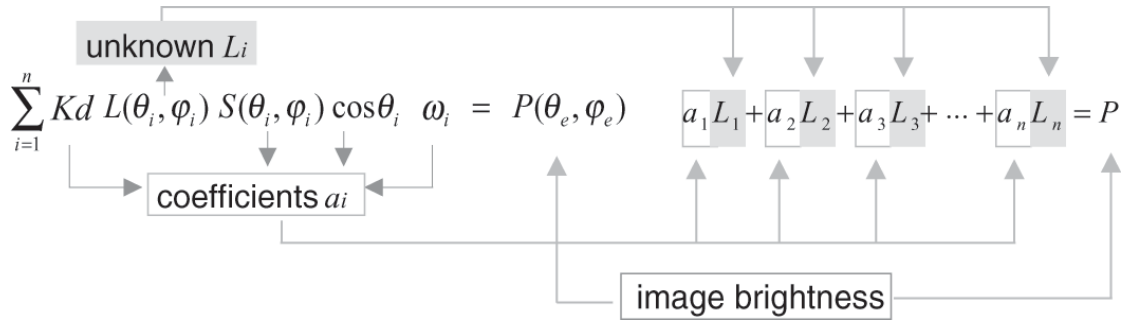 unknown Li
∑ⁿᵢ₌₁ Kd L(θᵢ,φᵢ) S(θᵢ,φᵢ) cosθᵢ ωᵢ = P(θₑ,φₑ) a₁L₁+a₂L₂+a₃L₃+ ··· +aₙLₙ = P
coefficients ai
image brightness